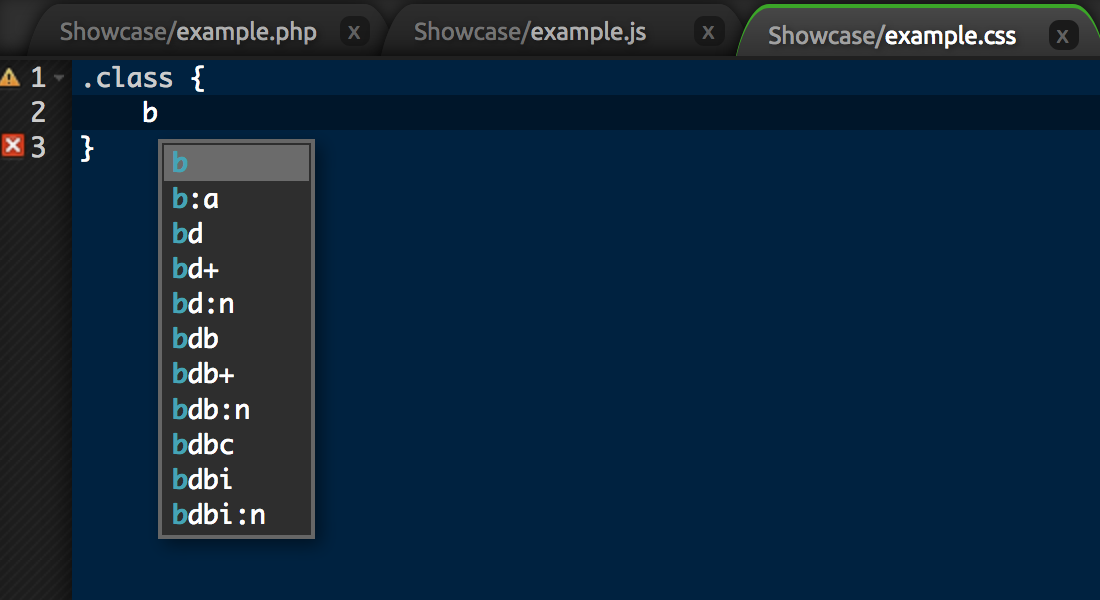 Showcase/example.php x Showcase/example.js x Showcase/example.css x
1 .class {
2 b
3 }
b
b:a
bd
bd+
bd:n
bdb
bdb+
bdb:n
bdbc
bdbi
bdbi:n